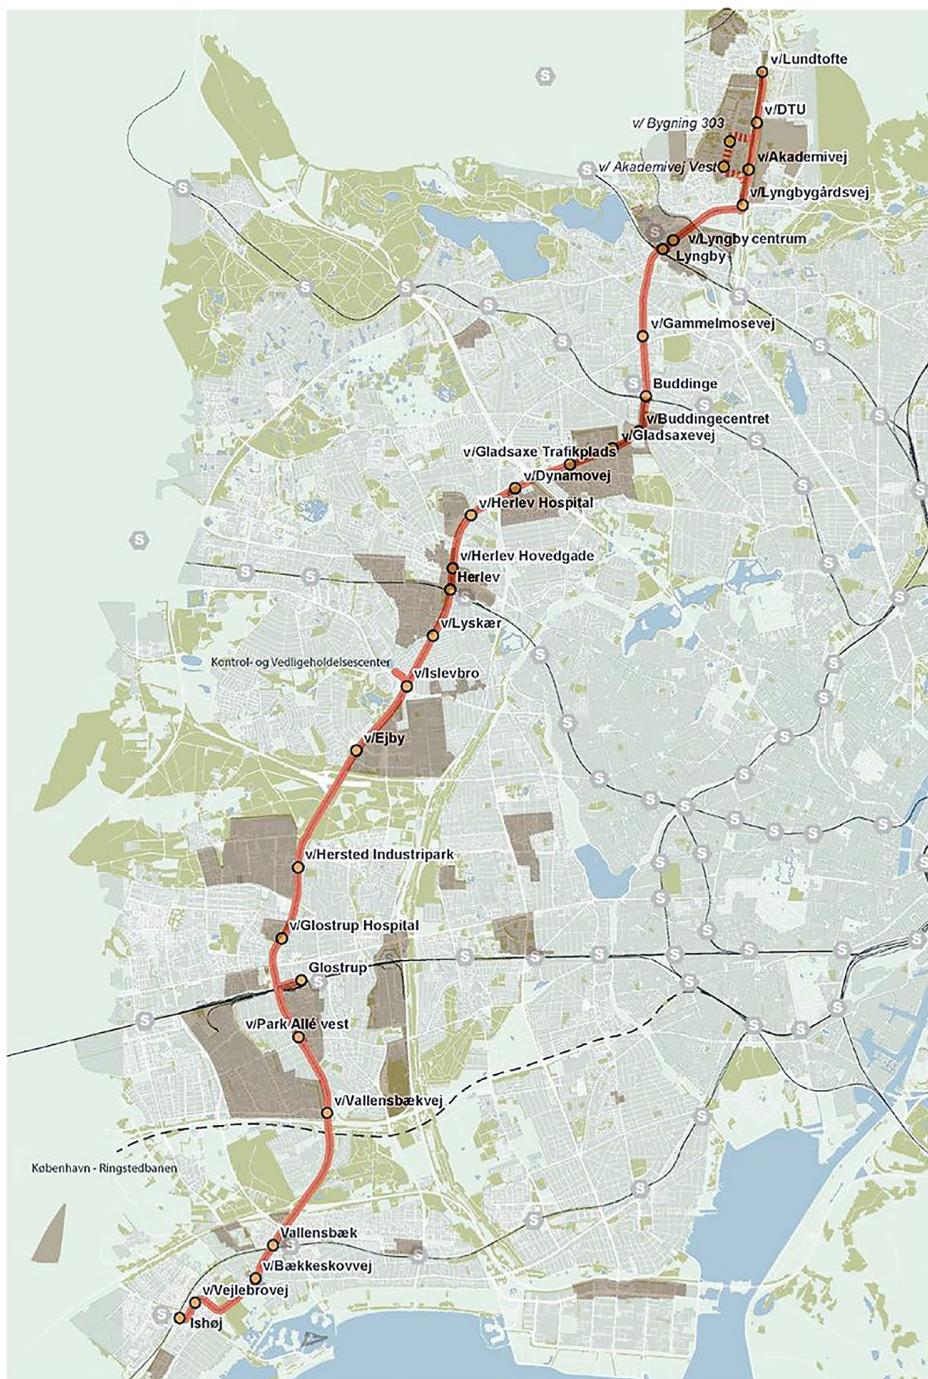 v/Lundtofte
v/DTU
v/ Bygning 303
v/Akademivej
v/ Akademivej Vest
v/Lyngbygårdsvej
v/Lyngby centrum
Lyngby
v/Gammelmosevej
Buddinge
v/Buddingecentret
v/Gladsaxevej
v/Gladsaxe Trafikplads
v/Dynamovej
v/Herlev Hospital
v/Herlev Hovedgade
Herlev
v/Lyskær
Kontrol- og Vedligeholdelsescenter
v/Islevbro
v/Ejby
v/Hersted Industripark
v/Glostrup Hospital
Glostrup
v/Park Allé vest
v/Vallensbækvej
København - Ringstedbanen
Vallensbæk
v/Bækkeskovvej
v/Vejlebrovej
Ishøj